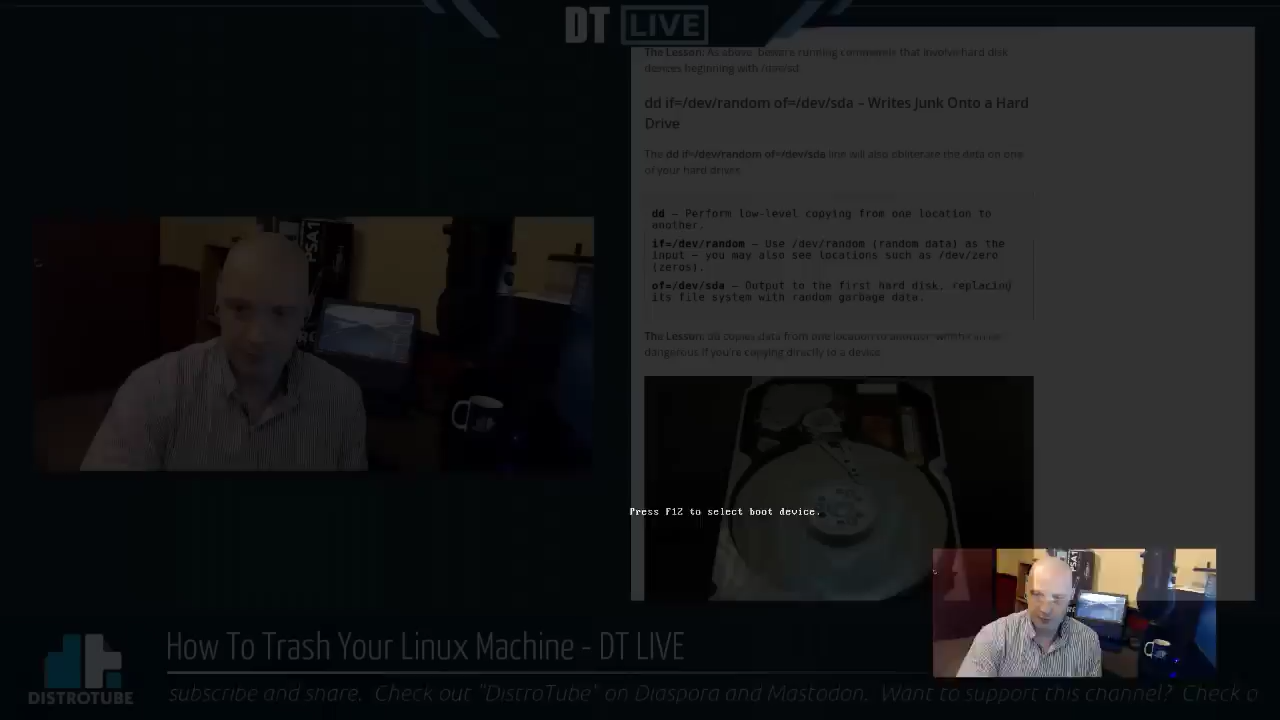 DT LIVE
The Lesson: As above, beware running commands that involve hard disk
devices beginning with /dev/sd.
dd if=/dev/random of=/dev/sda – Writes Junk Onto a Hard
Drive
The dd if=/dev/random of=/dev/sda line will also obliterate the data on one
of your hard drives.
dd – Perform low-level copying from one location to
another.
if=/dev/random – Use /dev/random (random data) as the
input – you may also see locations such as /dev/zero
(zeros).
of=/dev/sda – Output to the first hard disk, replacing
its file system with random garbage data.
The Lesson: dd copies data from one location to another, which can be
dangerous if you're copying directly to a device.
Press F12 to select boot device.
How To Trash Your Linux Machine - DT LIVE
DISTROTUBE
subscribe and share. Check out "DistroTube" on Diaspora and Mastodon. Want to support this channel? Check o